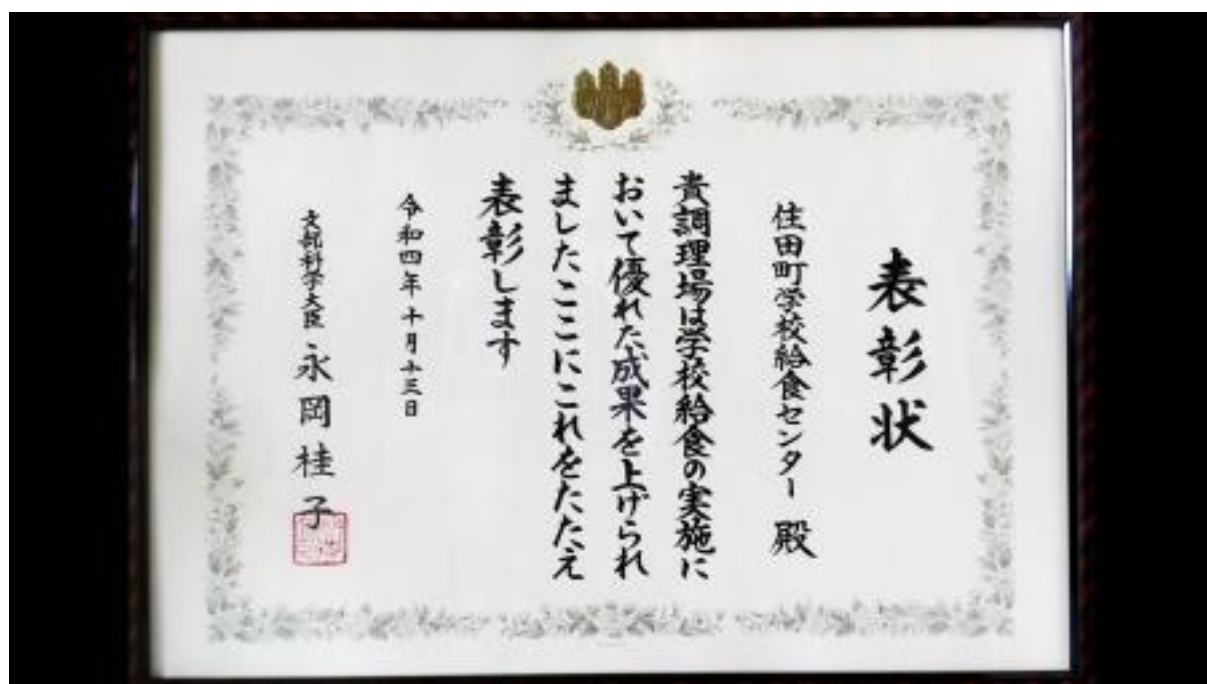 表彰状
住田町学校給食センター 殿
貴調理場は学校給食の実施に
おいて優れた成果を上げられ
ましたここにこれをたたえ
表彰します
令和四年十月十三日
文部科学大臣 永岡桂子